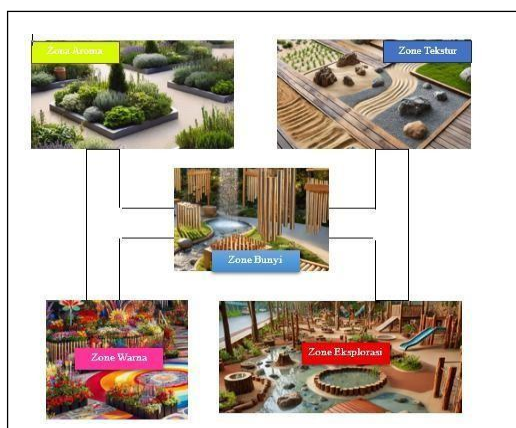 Zona Aroma
Zone Tekstur
Zone Bunyi
Zone Warna
Zone Eksplorasi